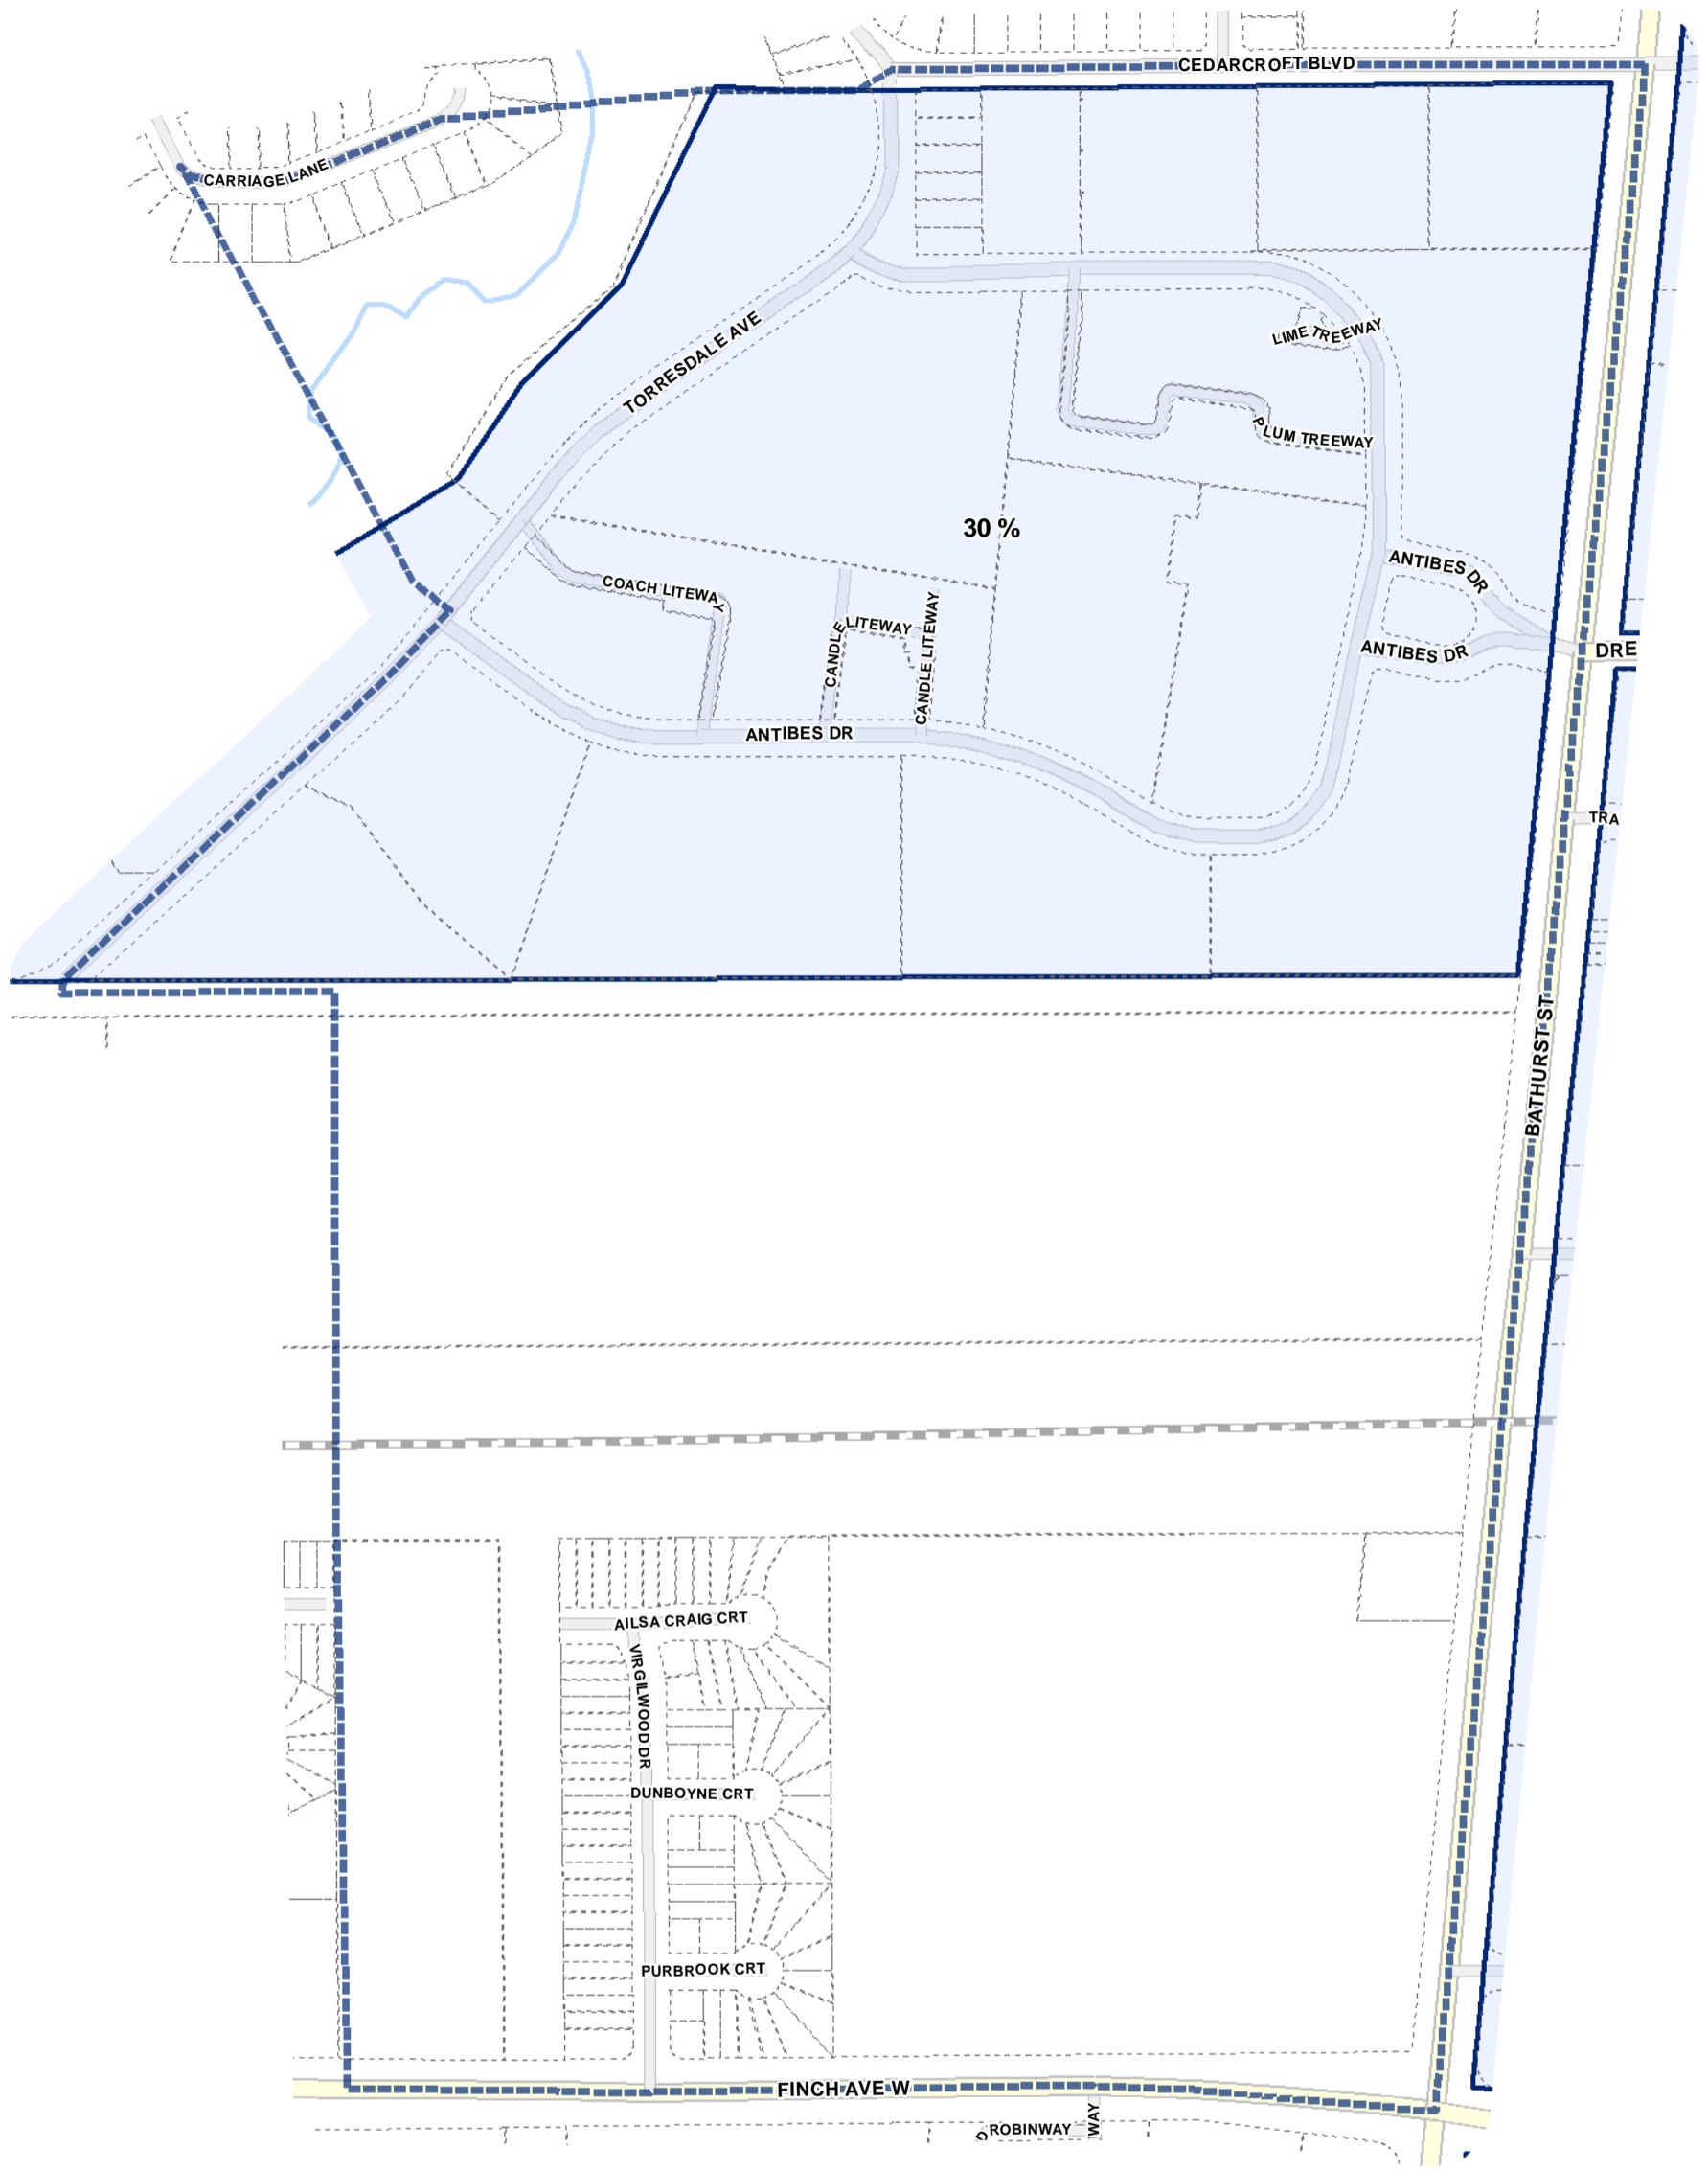 CEDARCROFT BLVD
CARRIAGE LANE
TORRESDALE AVE
LIME TREEWAY
PLUM TREEWAY
30 %
ANTIBES DR
COACH LITEWAY
CANDLE LITEWAY
CANDLE LITEWAY
ANTIBES DR
DRE
ANTIBES DR
TRA
BATHURST ST
AILSA CRAIG CRT
VIRGILWOOD DR
DUNBOYNE CRT
PURBROOK CRT
FINCH AVE W
ROBINWAY
WAY